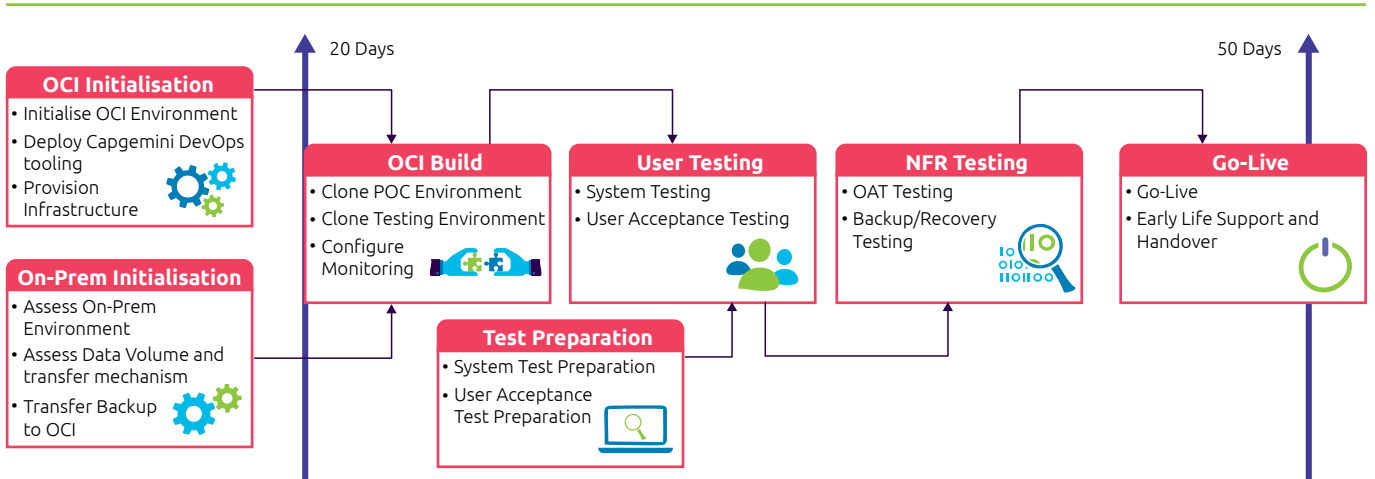 20 Days
50 Days
OCI Initialisation
• Initialise OCI Environment
• Deploy Capgemini DevOps
tooling
• Provision
Infrastructure
On-Prem Initialisation
• Assess On-Prem
Environment
• Assess Data Volume and
transfer mechanism
• Transfer Backup
to OCI
OCI Build
• Clone POC Environment
• Clone Testing Environment
• Configure
Monitoring
Test Preparation
• System Test Preparation
• User Acceptance
Test Preparation
User Testing
• System Testing
• User Acceptance Testing
NFR Testing
• OAT Testing
• Backup/Recovery
Testing
Go-Live
• Go-Live
• Early Life Support and
Handover